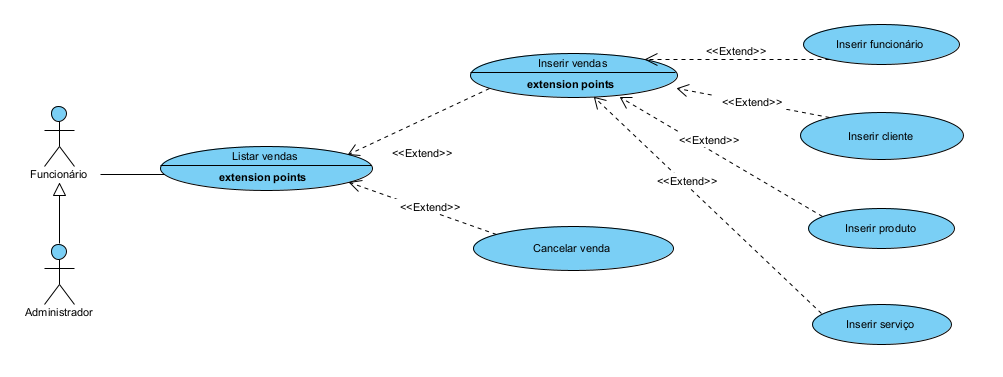 <<Extend>>
Inserir funcionário
Inserir vendas
extension points
<<Extend>>
Inserir cliente
<<Extend>>
<<Extend>>
Listar vendas
extension points
Funcionário
<<Extend>>
<<Extend>>
Inserir produto
Cancelar venda
Administrador
Inserir serviço